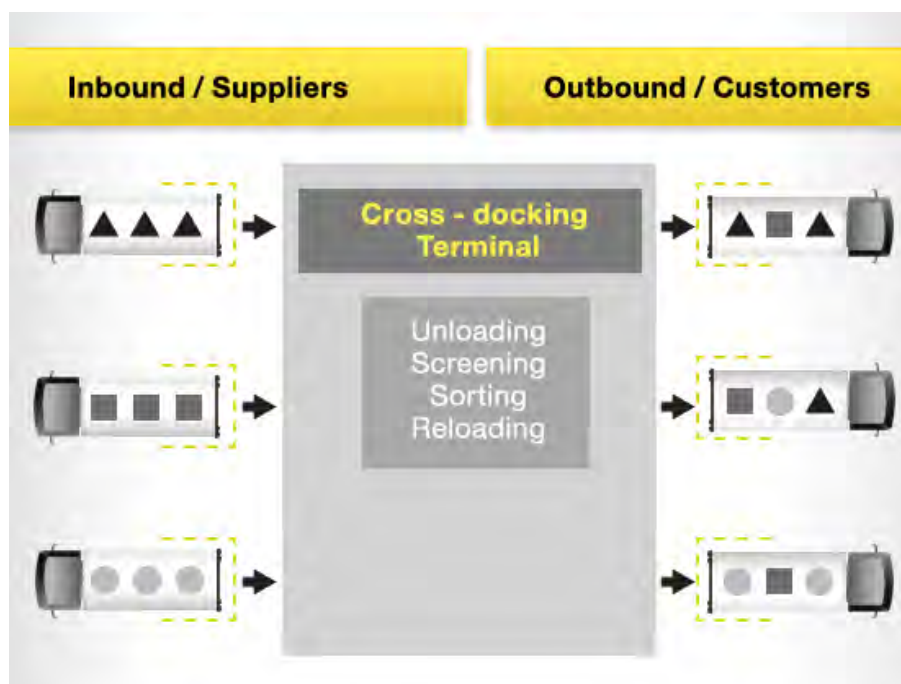 Inbound / Suppliers
Outbound / Customers
Cross - docking
Terminal
Unloading
Screening
Sorting
Reloading